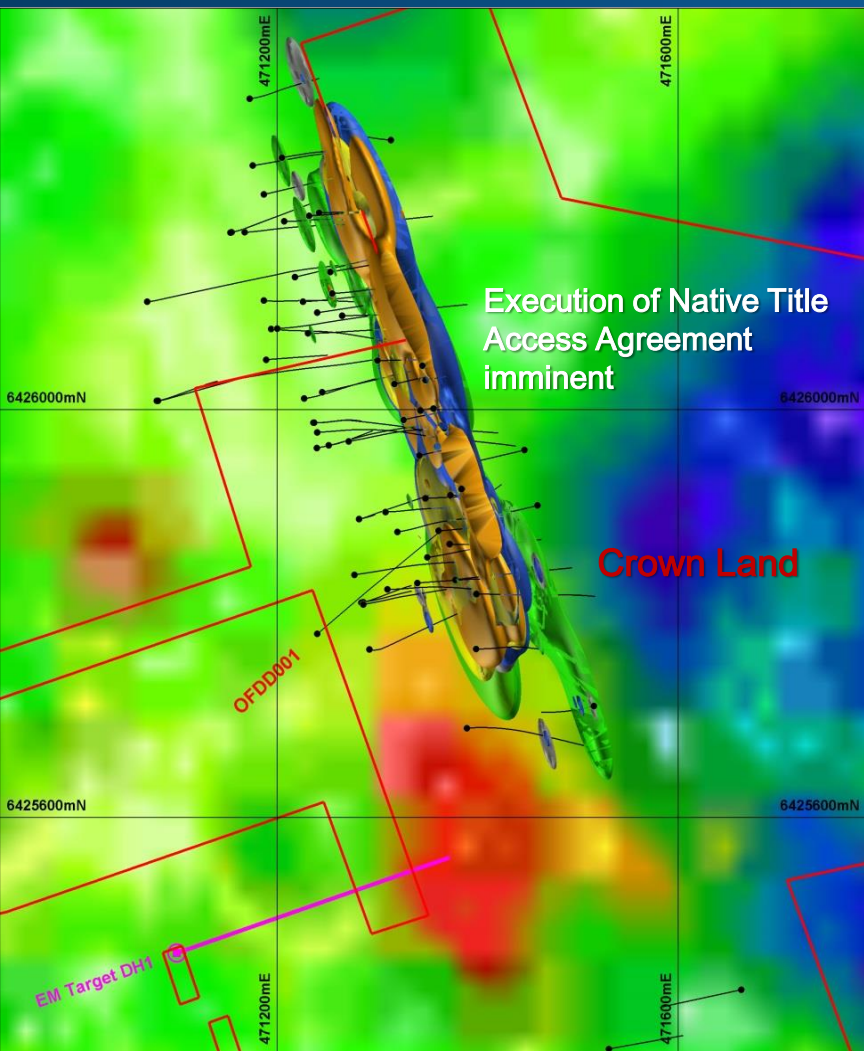 471200mE
471600mE
Execution of Native Title
Access Agreement
imminent
6426000mN
6426000mN
Crown Land
OFDD001
6425600mN
6425600mN
EM Target DH1
471200mE
471600mE